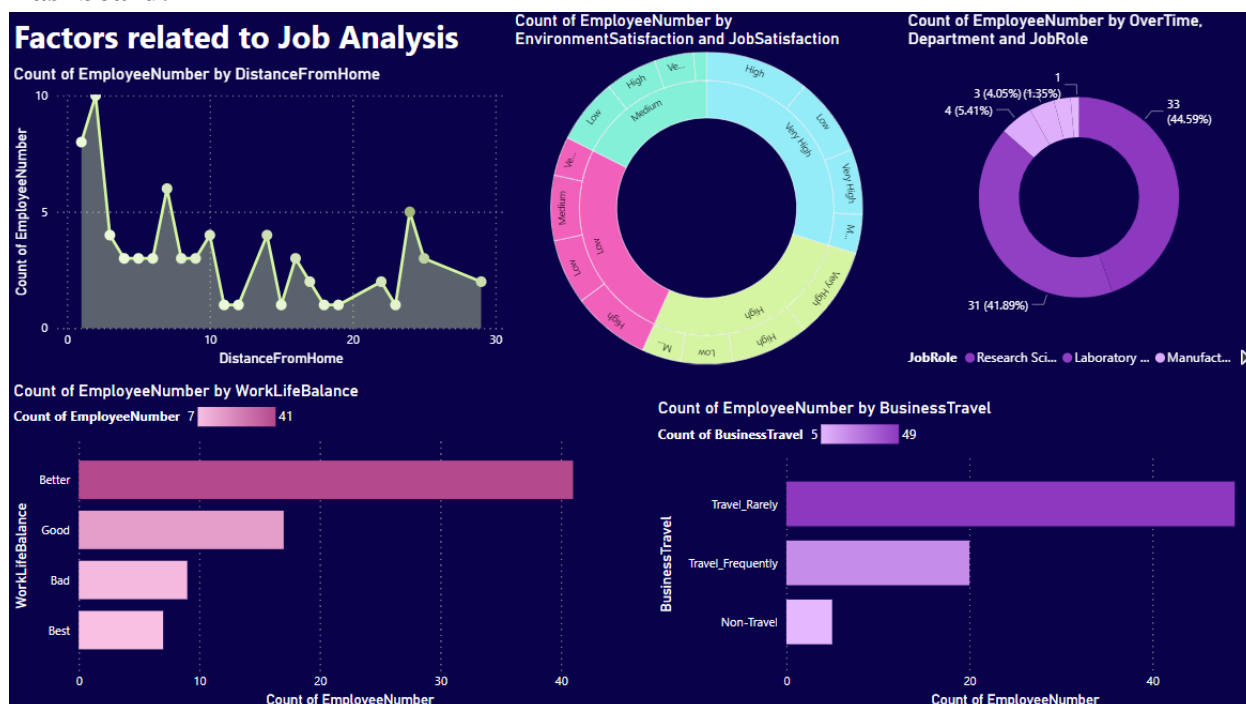 Factors related to Job Analysis
Count of EmployeeNumber by DistanceFromHome
10
5
0
Count of EmployeeNumber
0
10
20
30
DistanceFromHome
Count of EmployeeNumber by
EnvironmentSatisfaction and JobSatisfaction
High
Low
Very High
M...
Very High
Very High
High
Low
M...
High
High
Low
Medium
Ve...
Low
Low
High
Ve...
Medium
Count of EmployeeNumber by OverTime,
Department and JobRole
1
3 (4.05%) (1.35%)
4 (5.41%)
33
(44.59%)
31 (41.89%)
JobRole Research Sci... Laboratory ... Manufact...
Count of EmployeeNumber by WorkLifeBalance
Count of EmployeeNumber 7 41
WorkLifeBalance
Better
Good
Bad
Best
0 10 20 30 40
Count of EmployeeNumber
Count of EmployeeNumber by BusinessTravel
Count of BusinessTravel 5 49
BusinessTravel
Travel_Rarely
Travel_Frequently
Non-Travel
0 20 40
Count of EmployeeNumber